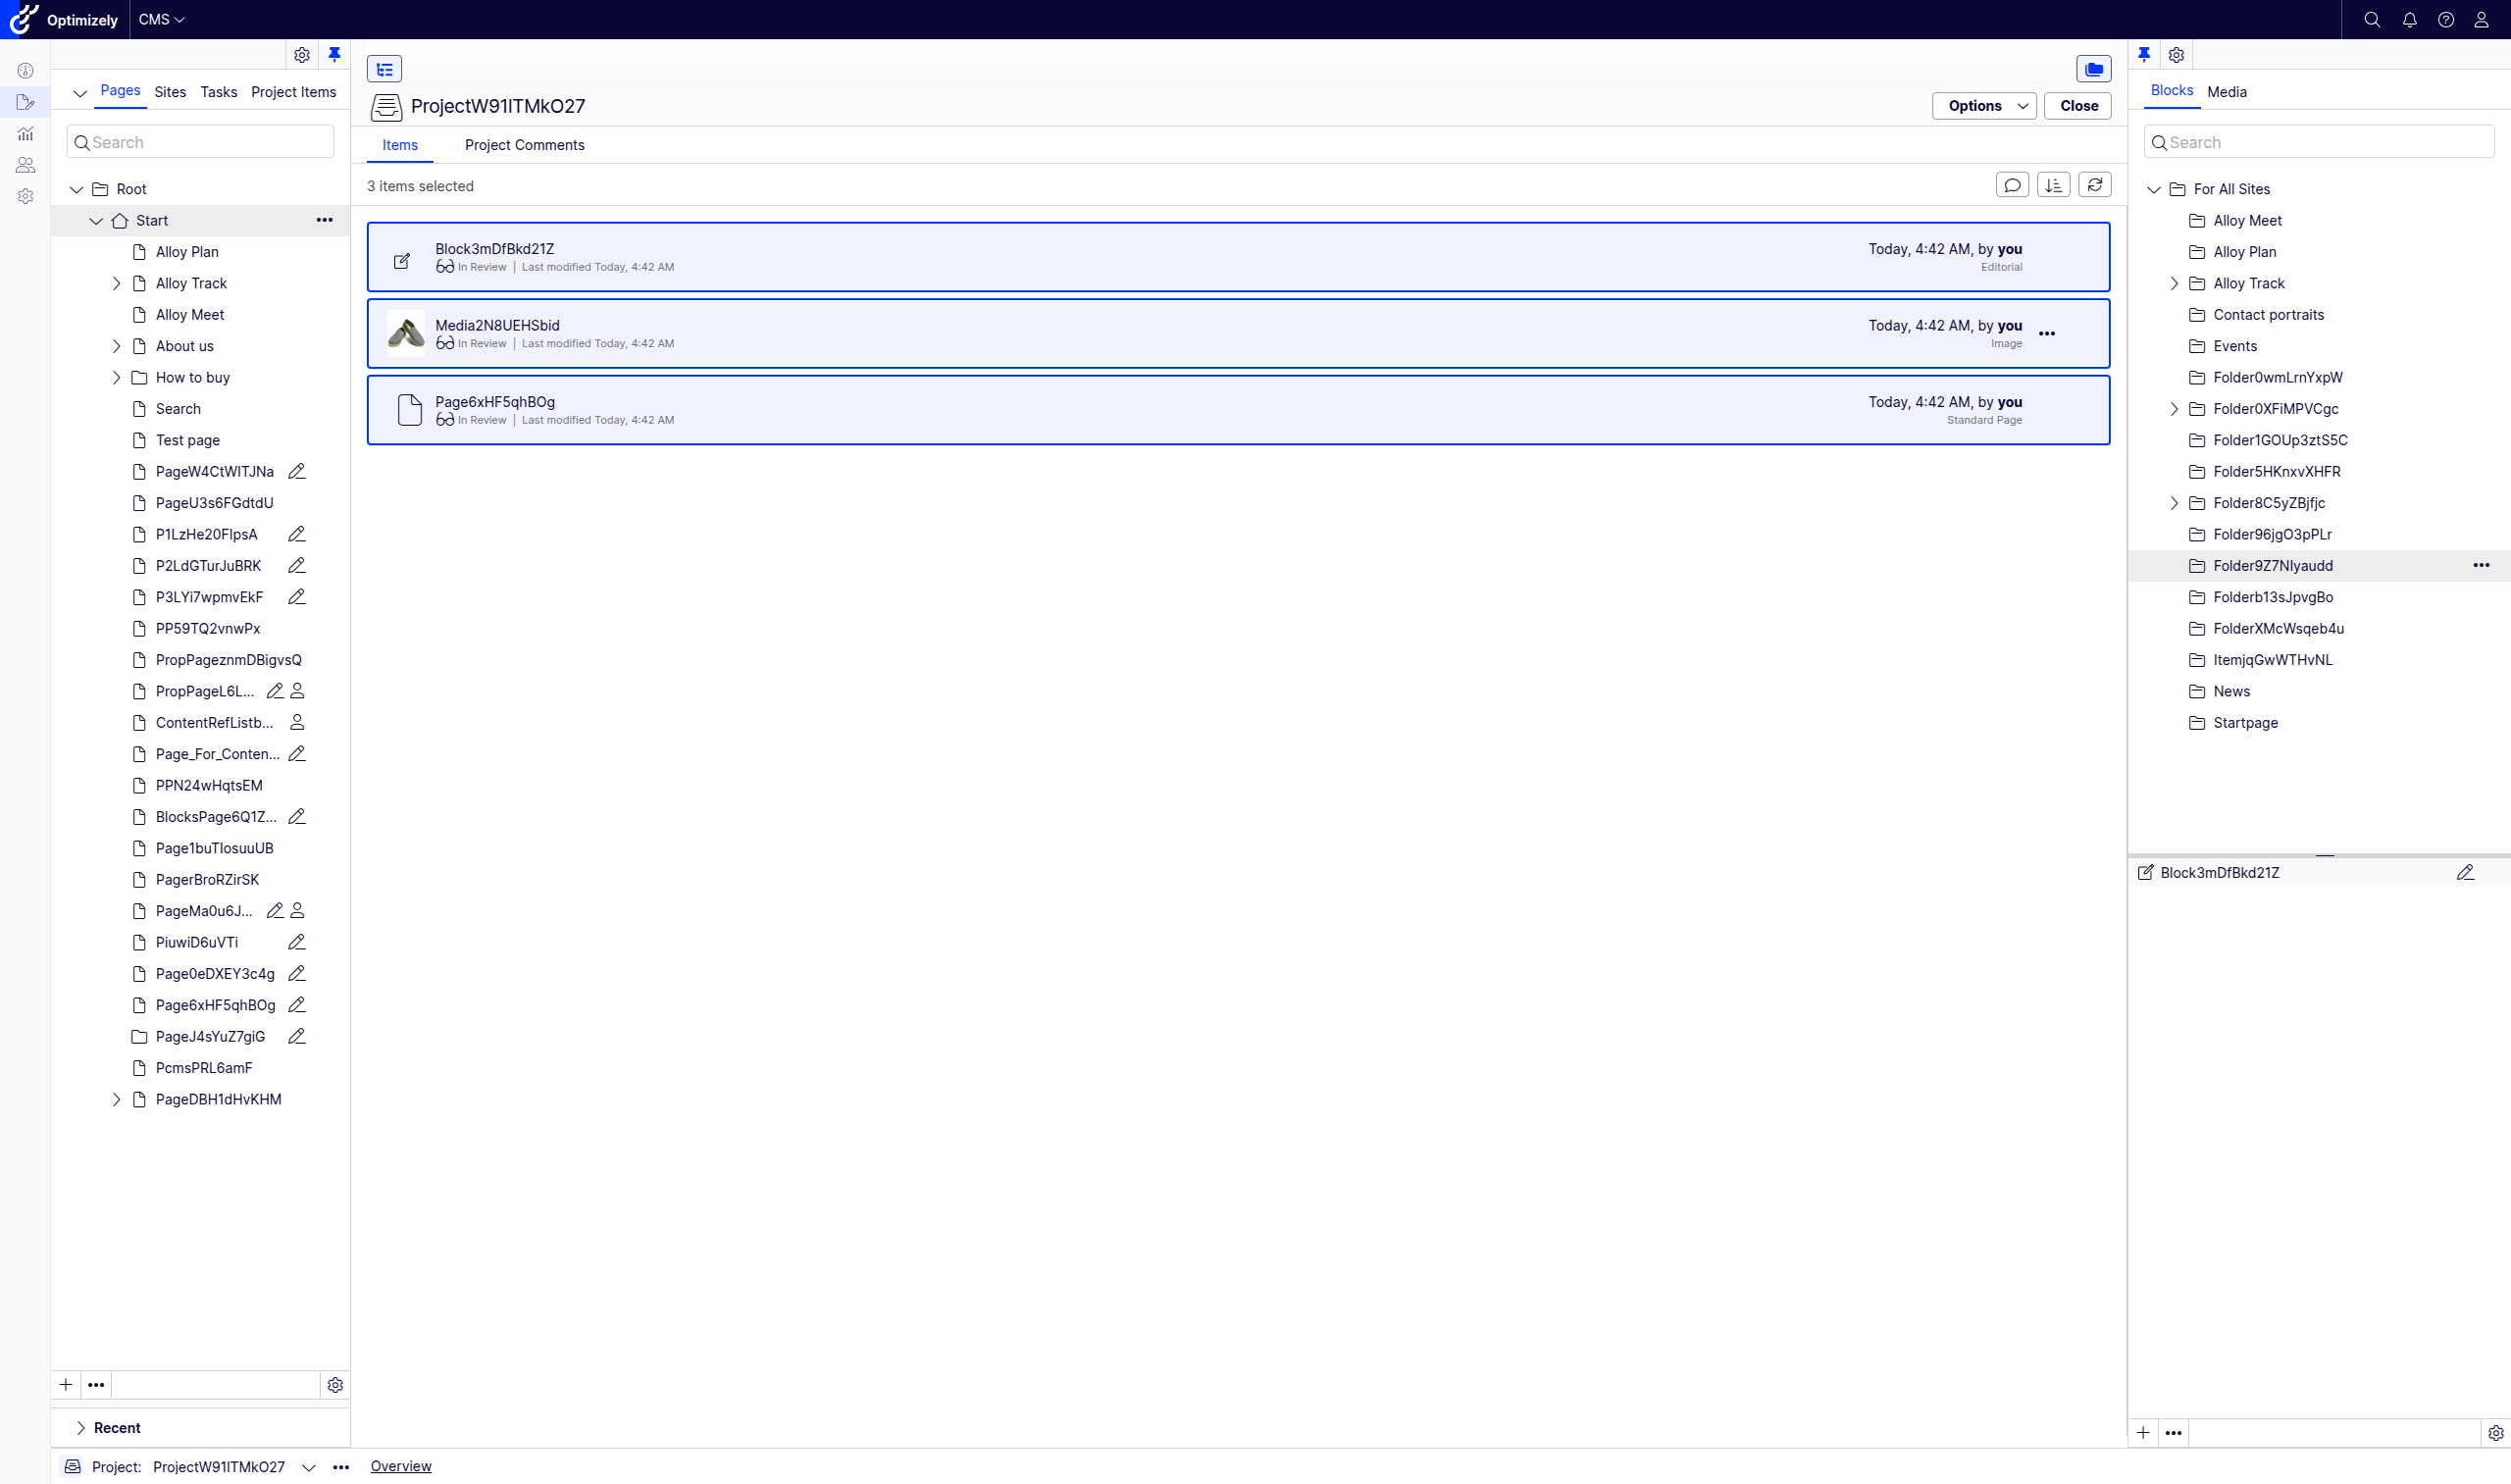 Optimizely CMS
Pages Sites Tasks Project Items
Search
Root
Start
Alloy Plan
Alloy Track
Alloy Meet
About us
How to buy
Search
Test page
PageW4CtWITJNa
PageU3s6FGdtdU
P1LzHe20FIpsA
P2LdGTurJuBRK
P3LYi7wpmvEkF
PP59TQ2vnwPx
PropPageznmDBigvsQ
PropPageL6L...
ContentRefListb...
Page_For_Conten...
PPN24wHqtsEM
BlocksPage6Q1Z...
Page1buTIosuuUB
PagerBroRZirSK
PageMa0u6J...
PiuwiD6uVTi
Page0eDXEY3c4g
Page6xHF5qhBOg
PageJ4sYuZ7giG
PcmsPRL6amF
PageDBH1dHvKHM
Recent
Project: ProjectW91ITMkO27
Overview
ProjectW91ITMkO27
Options Close
Items Project Comments
3 items selected
Block3mDfBkd21Z
In Review | Last modified Today, 4:42 AM
Today, 4:42 AM, by you
Editorial
Media2N8UEHSbid
In Review | Last modified Today, 4:42 AM
Today, 4:42 AM, by you
Image
Page6xHF5qhBOg
In Review | Last modified Today, 4:42 AM
Today, 4:42 AM, by you
Standard Page
Blocks Media
Search
For All Sites
Alloy Meet
Alloy Plan
Alloy Track
Contact portraits
Events
Folder0wmLrnYxpW
Folder0XFiMPVCgc
Folder1GOUp3ztS5C
Folder5HKnxvXHFR
Folder8C5yZBjfjc
Folder96jgO3pPLr
Folder9Z7NIyaudd
Folderb13sJpvgBo
FolderXMcWsqeb4u
ItemjqGwWTHvNL
News
Startpage
Block3mDfBkd21Z